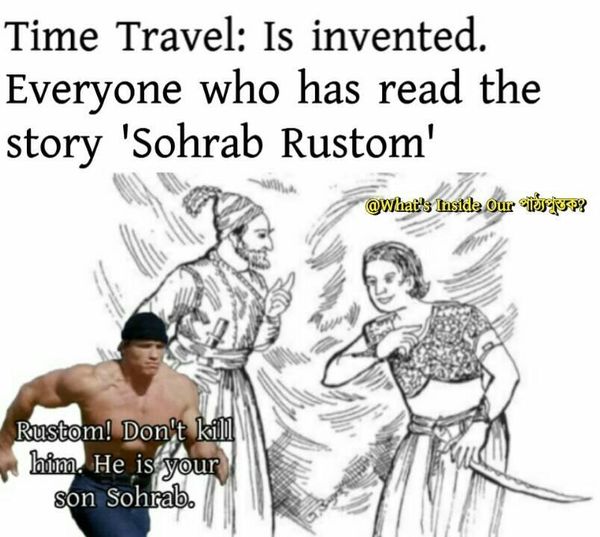 Time Travel: Is invented.
Everyone who has read the
story 'Sohrab Rustom'
@What's Inside Our পাঠ্যপুস্তক?
Rustom! Don't kill
him. He is your
son Sohrab.